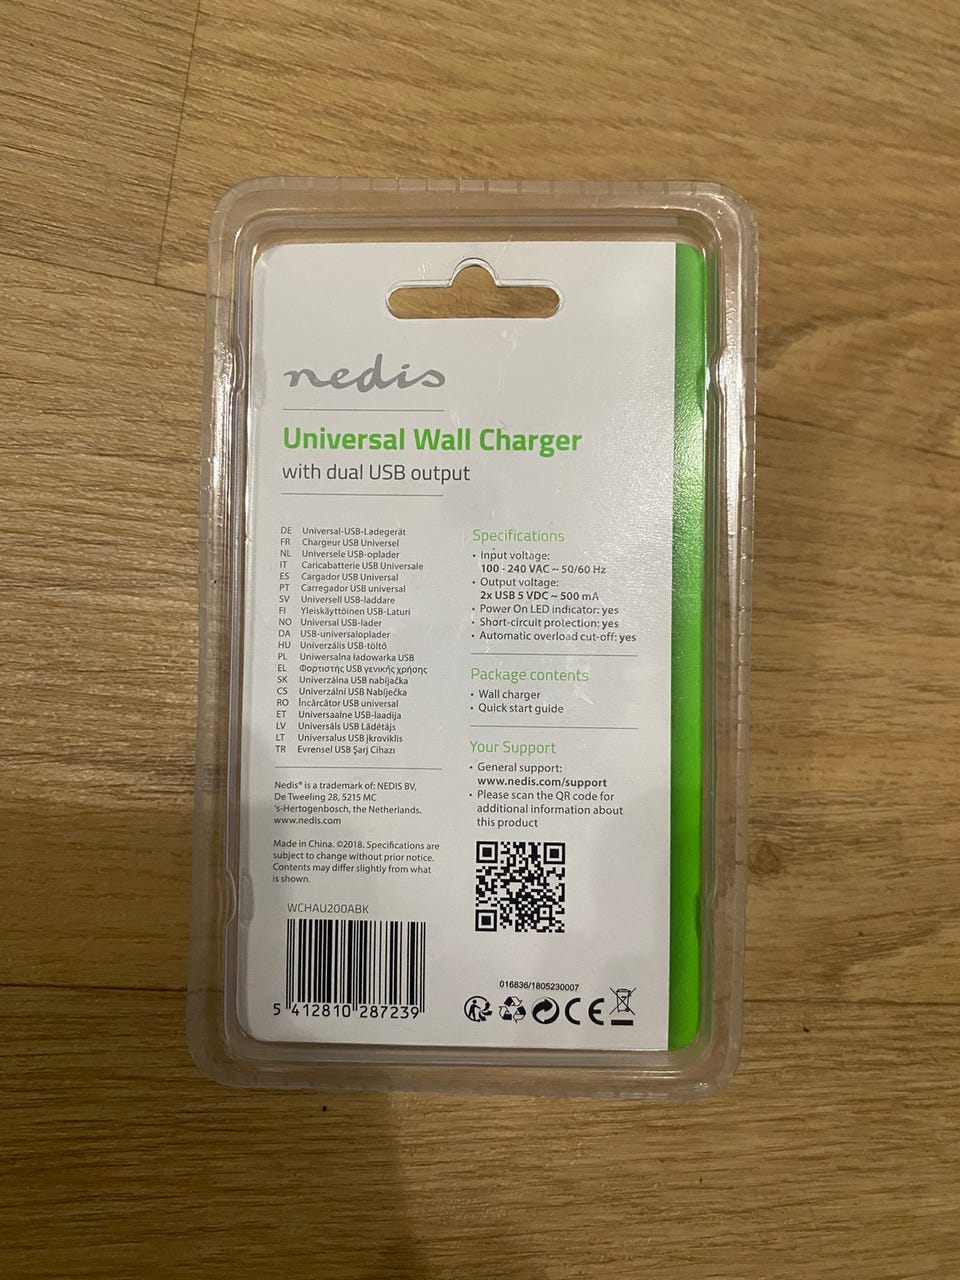 nedis
Universal Wall Charger
with dual USB output
DE Universal-USB-Ladegerät
FR Chargeur USB Universel
NL Universele USB-oplader
IT Caricabatterie USB Universale
ES Cargador USB Universal
PT Carregador USB universal
SV Universell USB-laddare
FI Yleiskäyttöinen USB-Laturi
NO Universal USB-lader
DA USB-universaloplader
HU Univerzális USB-töltő
PL Uniwersalna ładowarka USB
EL Φορτιστής USB γενικής χρήσης
SK Univerzálna USB nabíjačka
CS Univerzální USB Nabíječka
RO Încărcător USB universal
ET Universaalne USB-laadija
LV Universāls USB Lādētājs
LT Universalus USB įkroviklis
TR Evrensel USB Şarj Cihazı
Nedis® is a trademark of: NEDIS BV,
De Tweeling 28, 5215 MC
's-Hertogenbosch, the Netherlands.
www.nedis.com
Made in China. ©2018. Specifications are
subject to change without prior notice.
Contents may differ slightly from what
is shown.
WCHAU200ABK
5 412810 287239
Specifications
• Input voltage:
100 - 240 VAC ~ 50/60 Hz
• Output voltage:
2x USB 5 VDC ~ 500 mA
• Power On LED indicator: yes
• Short-circuit protection: yes
• Automatic overload cut-off: yes
Package contents
• Wall charger
• Quick start guide
Your Support
• General support:
www.nedis.com/support
• Please scan the QR code for
additional information about
this product
016836/1805230007
CE